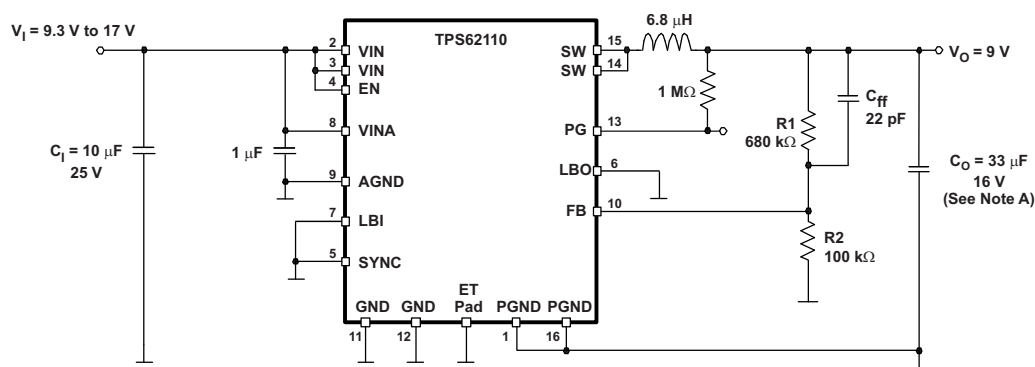 V_I = 9.3 V to 17 V
TPS62110
6.8 μH
V_O = 9 V
2
VIN
3
VIN
4
EN
15
SW
14
SW
1 MΩ
C_ff
22 pF
R1
680 kΩ
8
VINA
PG
13
C_I = 10 μF
25 V
1 μF
9
AGND
LBO
6
C_O = 33 μF
16 V
(See Note A)
7
LBI
FB
10
R2
100 kΩ
5
SYNC
GND
GND
ET
Pad
PGND
PGND
11
12
1
16